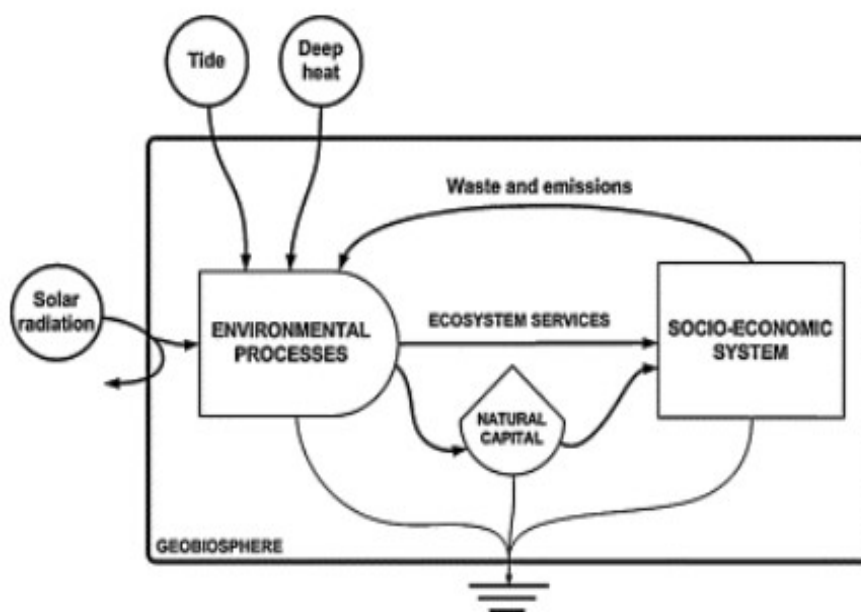 Tide
Deep
heat
Waste and emissions
Solar
radiation
ENVIRONMENTAL
PROCESSES
ECOSYSTEM SERVICES
SOCIO-ECONOMIC
SYSTEM
NATURAL
CAPITAL
GEOBIOSPHERE